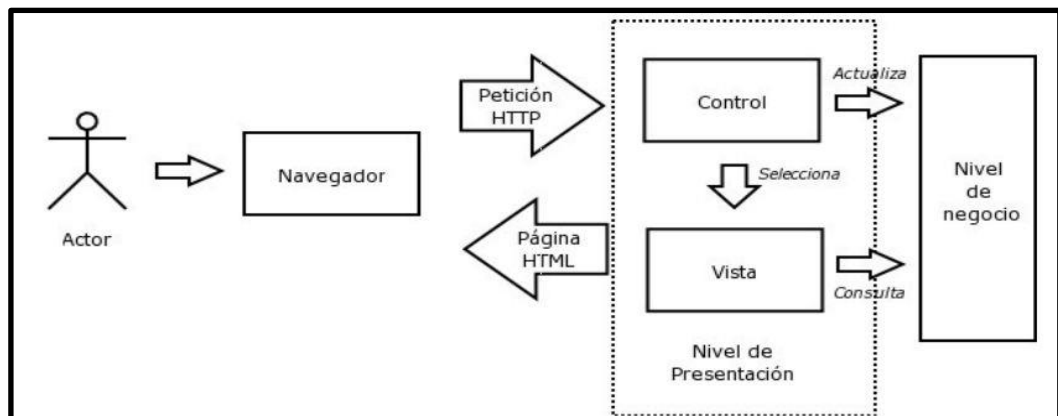 Actor
Navegador
Petición
HTTP
Página
HTML
Control
Selecciona
Vista
Nivel de
Presentación
Actualiza
Consulta
Nivel
de
negocio